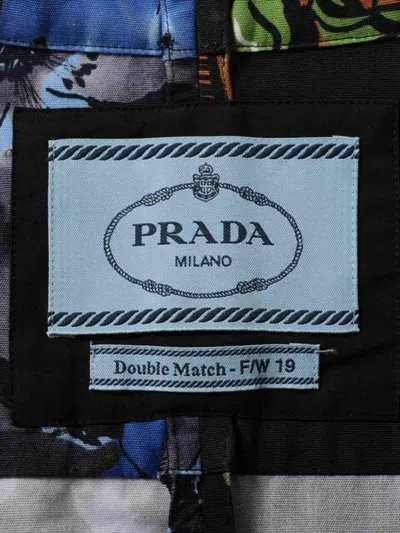 PRADA
MILANO
Double Match - F/W 19